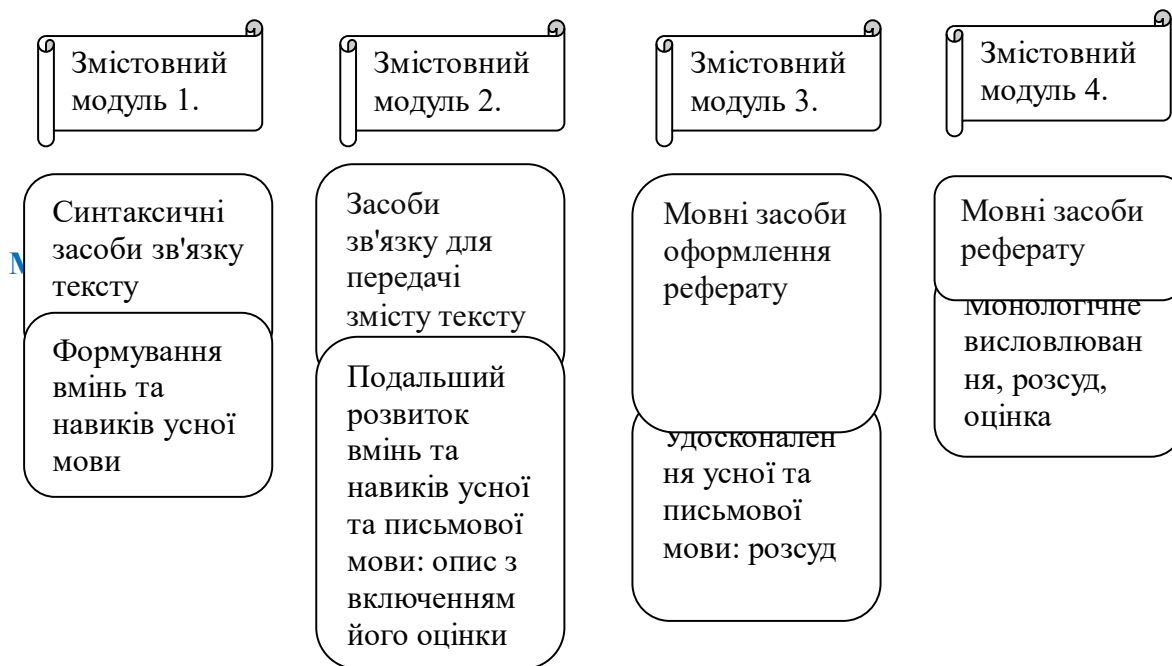 Змістовний
модуль 1.
Змістовний
модуль 2.
Змістовний
модуль 3.
Змістовний
модуль 4.
Синтаксичні
засоби зв'язку
тексту
Формування
вмінь та
навиків усної
мови
Засоби
зв'язку для
передачі
змісту тексту
Подальший
розвиток
вмінь та
навиків усної
та письмової
мови: опис з
включенням
його оцінки
Мовні засоби
оформлення
реферату
Удосконален
ня усної та
письмової
мови: розсуд
Мовні засоби
реферату
Монологічне
висловлюван
ня, розсуд,
оцінка